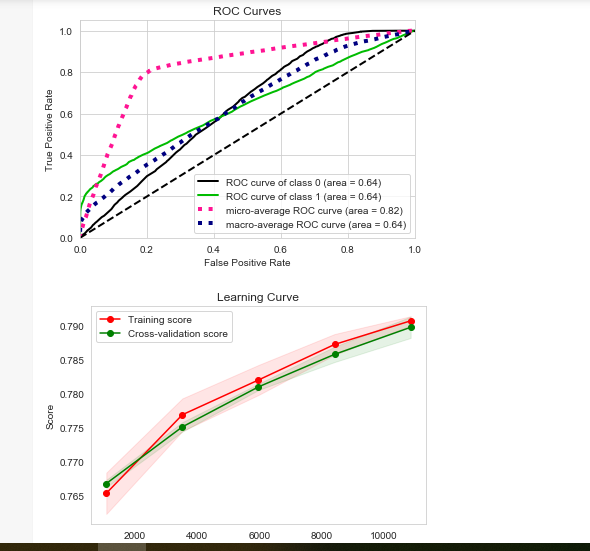 ROC Curves
True Positive Rate
1.0
0.8
0.6
0.4
0.2
0.0
ROC curve of class 0 (area = 0.64)
ROC curve of class 1 (area = 0.64)
micro-average ROC curve (area = 0.82)
macro-average ROC curve (area = 0.64)
0.0 0.2 0.4 0.6 0.8 1.0
False Positive Rate
Learning Curve
Training score
Cross-validation score
Score
0.790
0.785
0.780
0.775
0.770
0.765
2000 4000 6000 8000 10000